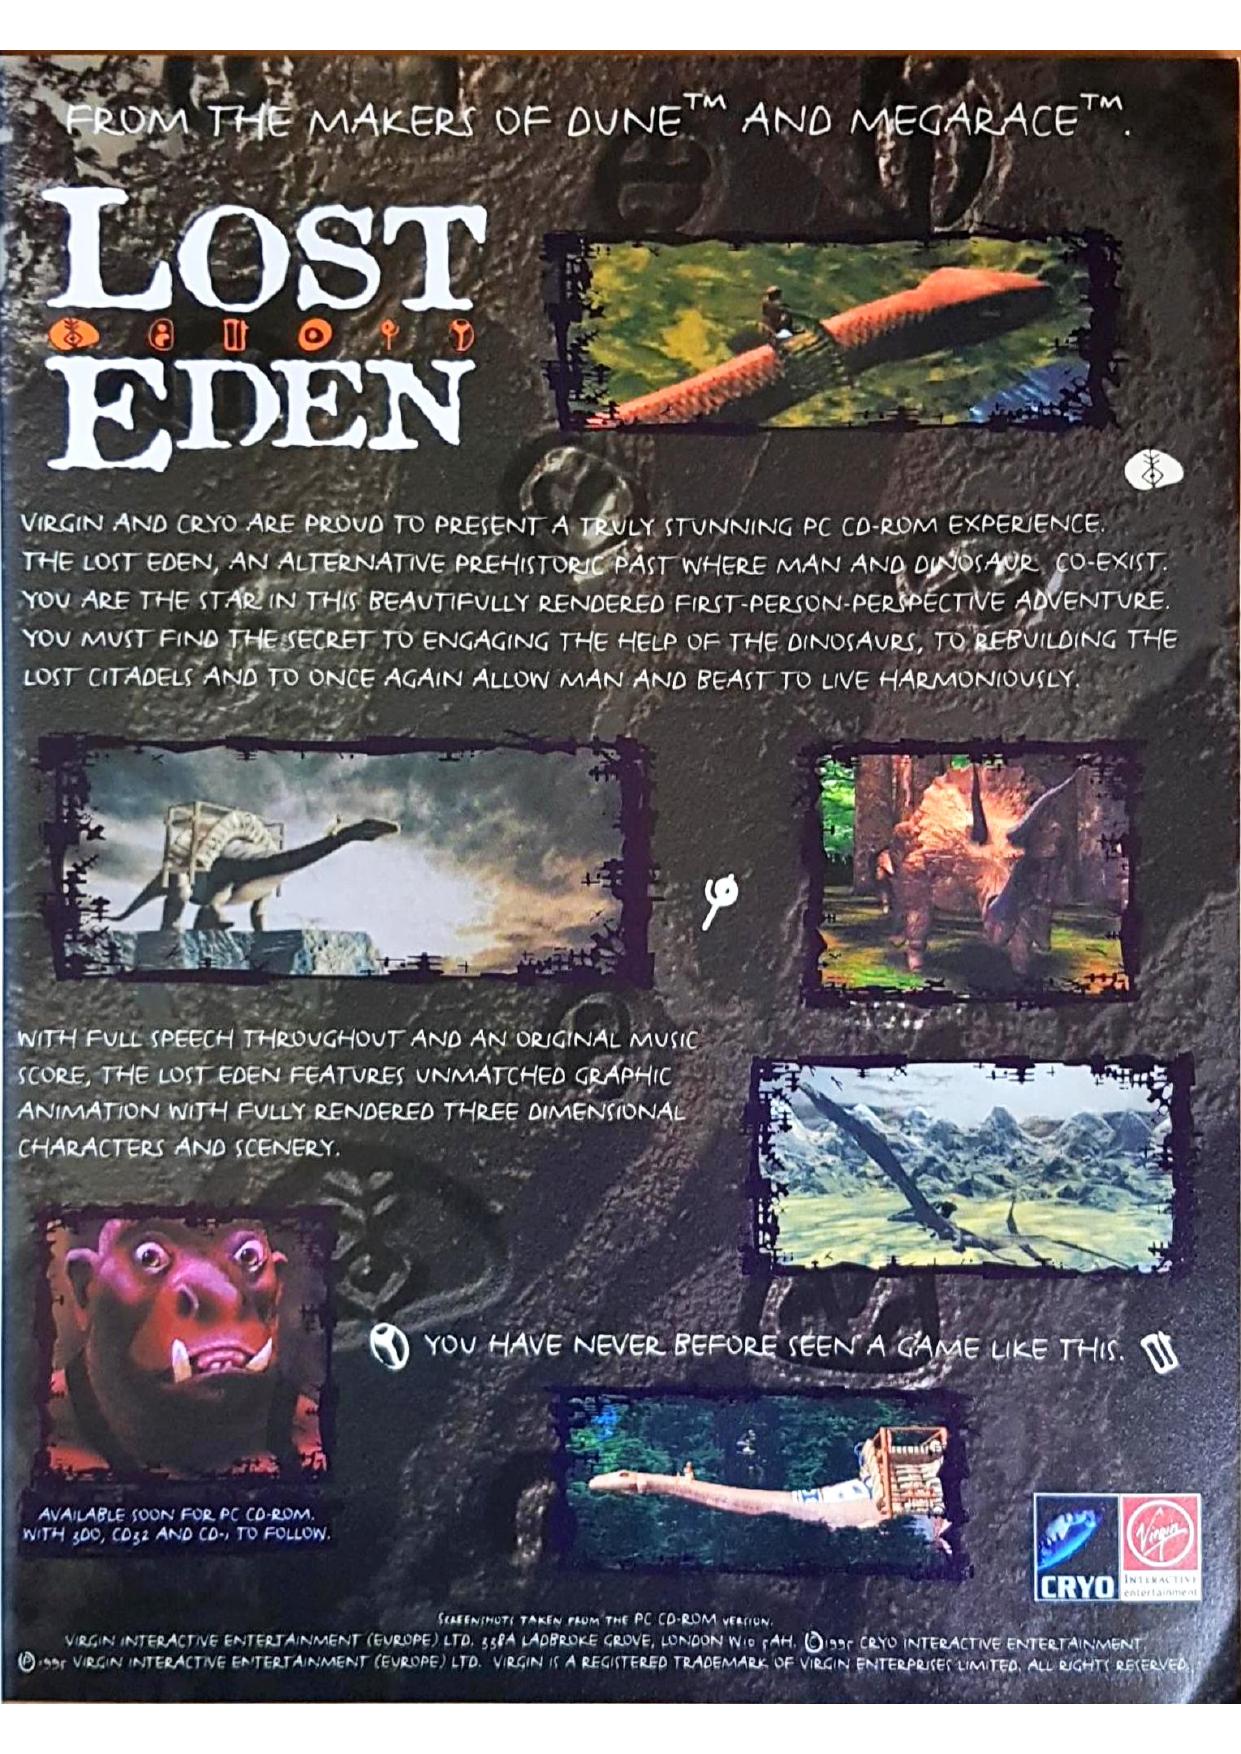 FROM THE MAKERS OF DUNE™ AND MEGARACE™.
LOST
EDEN
VIRGIN AND CRYO ARE PROUD TO PRESENT A TRULY STUNNING PC CD-ROM EXPERIENCE.
THE LOST EDEN, AN ALTERNATIVE PREHISTORIC PAST WHERE MAN AND DINOSAUR CO-EXIST.
YOU ARE THE STAR IN THIS BEAUTIFULLY RENDERED FIRST-PERSON-PERSPECTIVE ADVENTURE.
YOU MUST FIND THE SECRET TO ENGAGING THE HELP OF THE DINOSAURS, TO REBUILDING THE
LOST CITADELS AND TO ONCE AGAIN ALLOW MAN AND BEAST TO LIVE HARMONIOUSLY.
WITH FULL SPEECH THROUGHOUT AND AN ORIGINAL MUSIC
SCORE, THE LOST EDEN FEATURES UNMATCHED GRAPHIC
ANIMATION WITH FULLY RENDERED THREE DIMENSIONAL
CHARACTERS AND SCENERY.
YOU HAVE NEVER BEFORE SEEN A GAME LIKE THIS.
AVAILABLE SOON FOR PC CD-ROM.
WITH 3DO, CD32 AND CD-i TO FOLLOW.
CRYO
Virgin
INTERACTIVE
entertainment
SCREENSHOTS TAKEN FROM THE PC CD-ROM VERSION.
VIRGIN INTERACTIVE ENTERTAINMENT (EUROPE) LTD. 338A LADBROKE GROVE, LONDON W10 5AH. ©1995 CRYO INTERACTIVE ENTERTAINMENT.
℗1995 VIRGIN INTERACTIVE ENTERTAINMENT (EUROPE) LTD. VIRGIN IS A REGISTERED TRADEMARK OF VIRGIN ENTERPRISES LIMITED. ALL RIGHTS RESERVED.